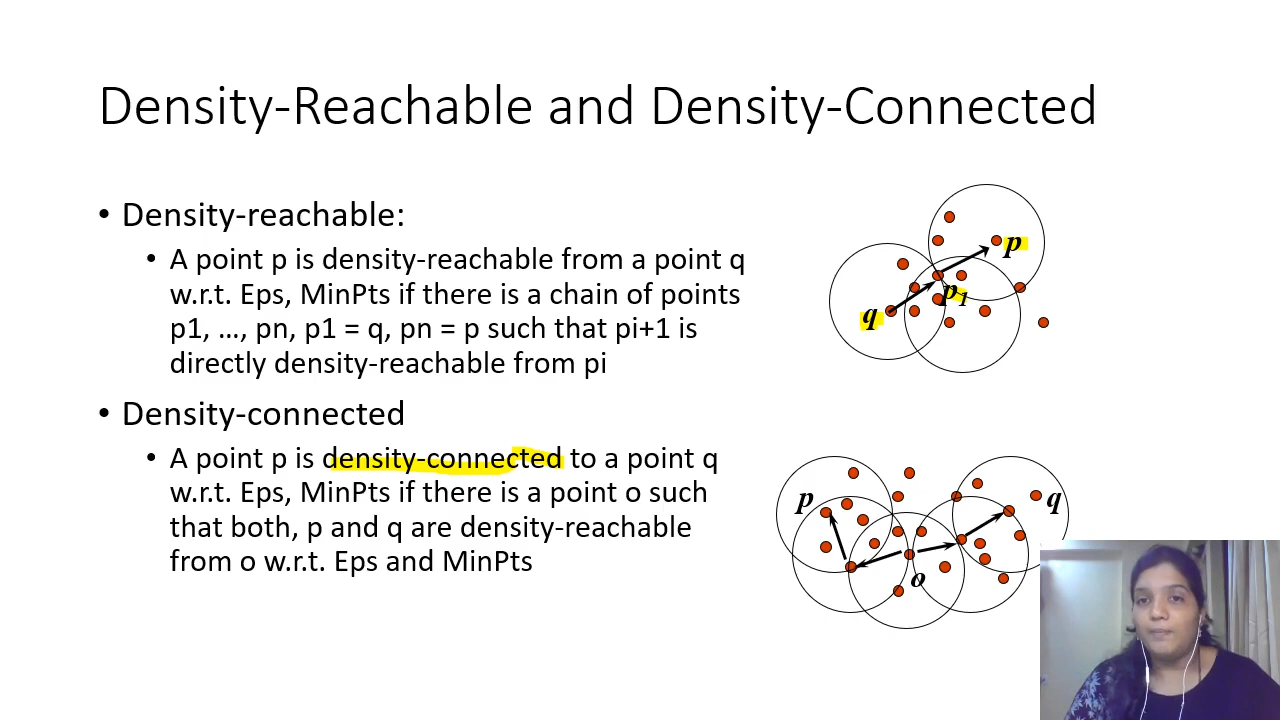 Density-Reachable and Density-Connected
• Density-reachable:
• A point p is density-reachable from a point q
w.r.t. Eps, MinPts if there is a chain of points
p1, …, pn, p1 = q, pn = p such that pi+1 is
directly density-reachable from pi
• Density-connected
• A point p is density-connected to a point q
w.r.t. Eps, MinPts if there is a point o such
that both, p and q are density-reachable
from o w.r.t. Eps and MinPts
p
p1
q
p
q
o